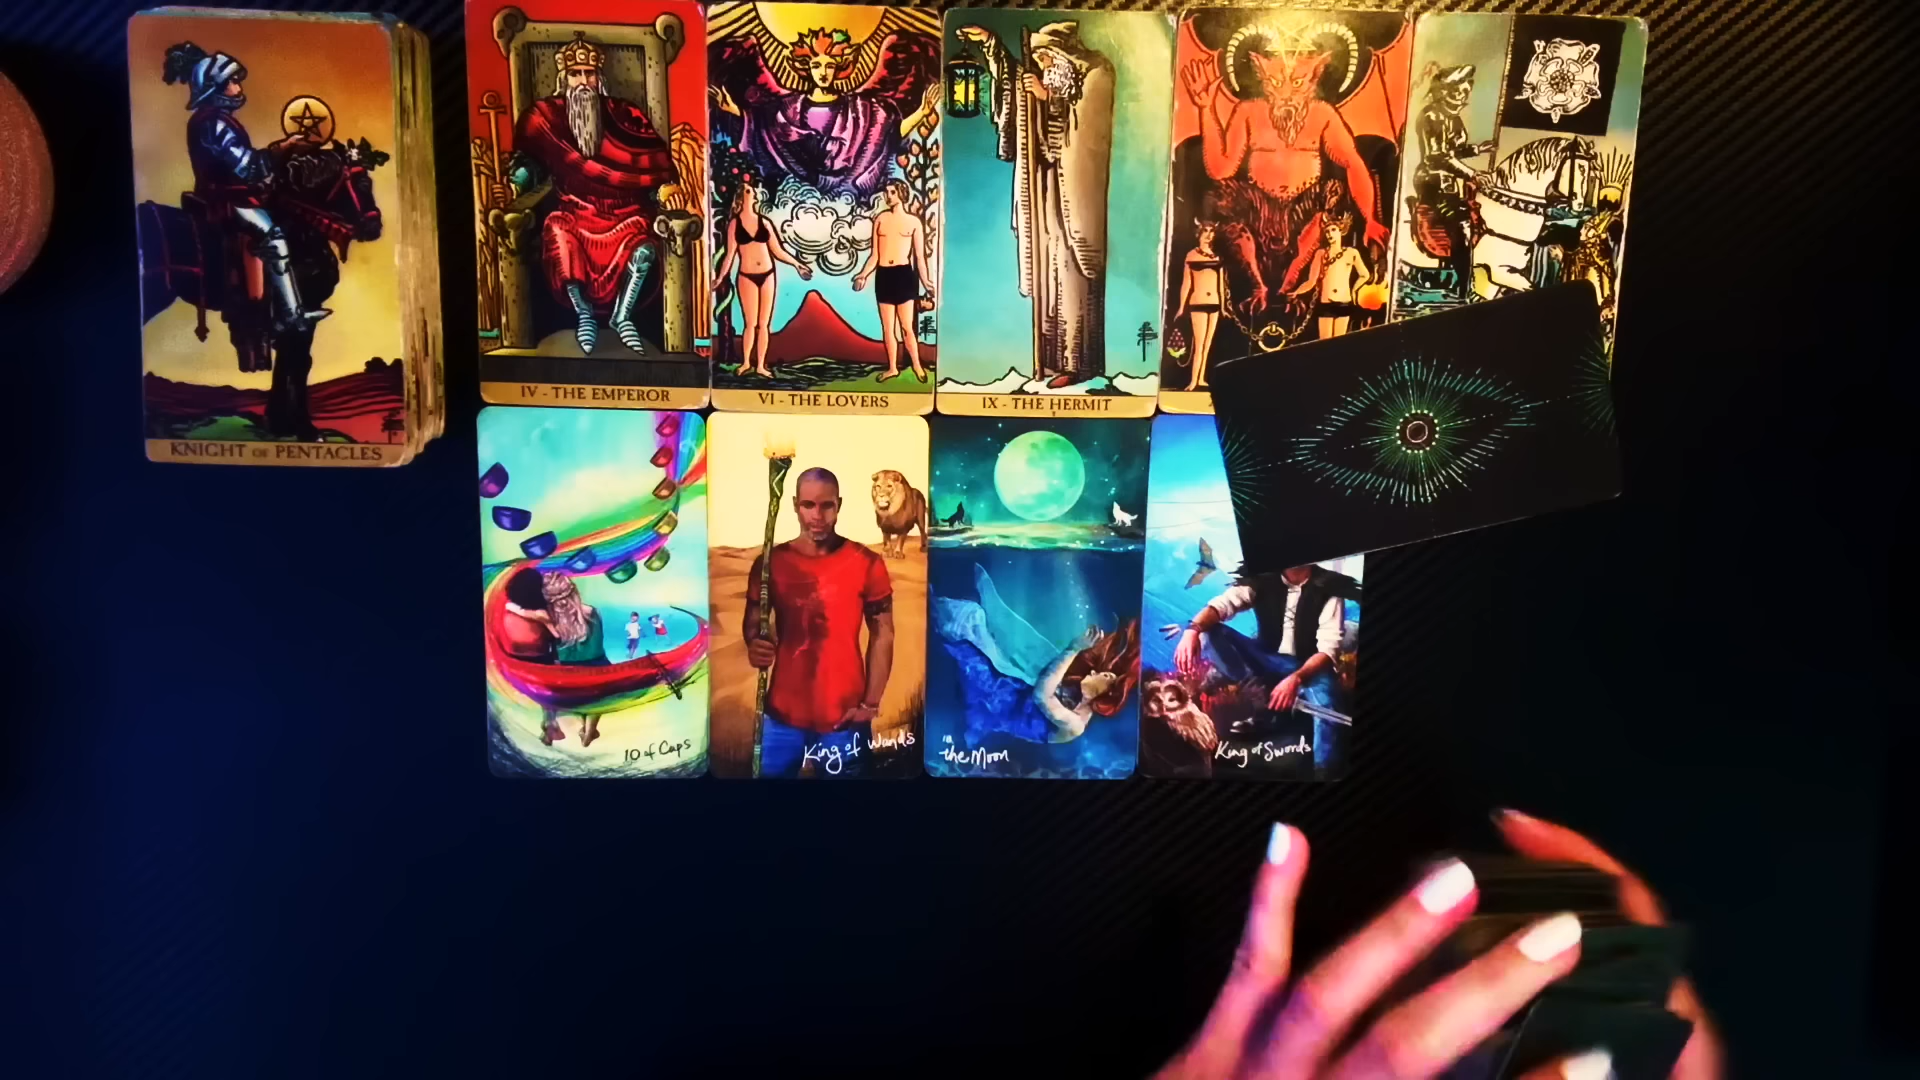 KNIGHT OF PENTACLES
IV - THE EMPEROR
VI - THE LOVERS
IX - THE HERMIT
10 of Cups
King of Wands
18
the Moon
King of Swords